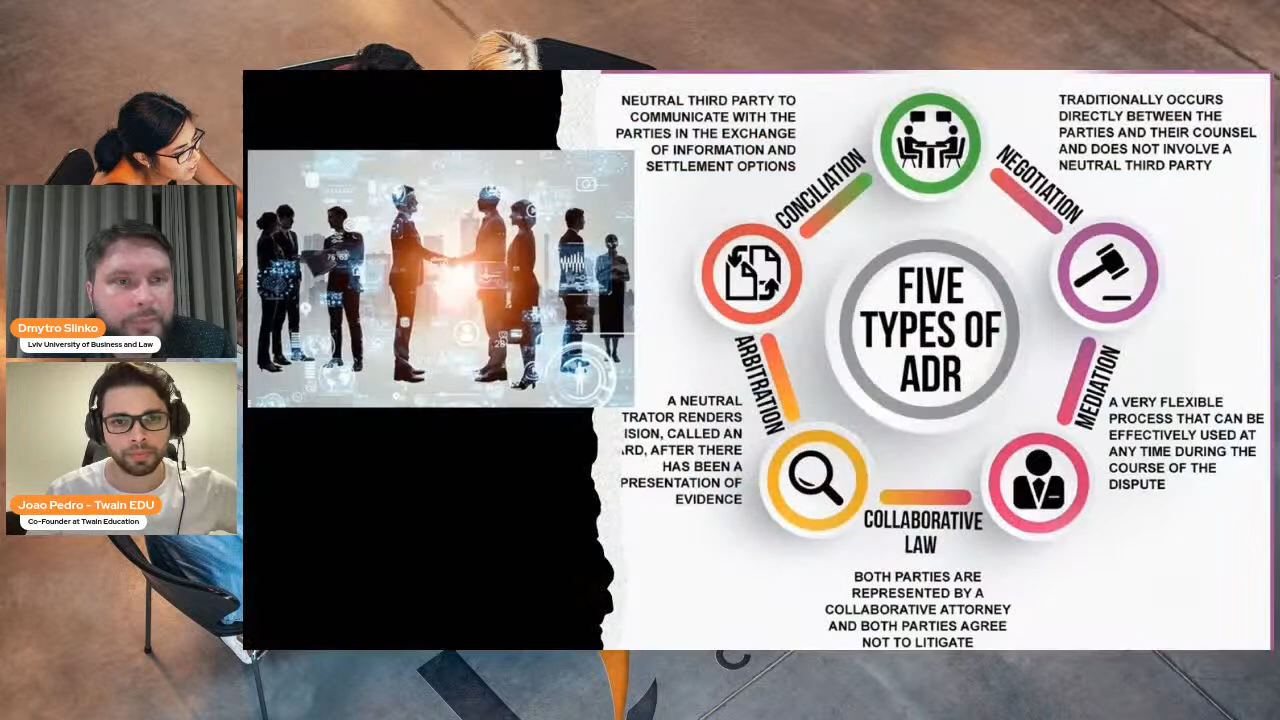 Dmytro Slinko
Lviv University of Business and Law
Joao Pedro - Twain EDU
Co-Founder at Twain Education
NEUTRAL THIRD PARTY TO
COMMUNICATE WITH THE
PARTIES IN THE EXCHANGE
OF INFORMATION AND
SETTLEMENT OPTIONS
CONCILIATION
NEGOTIATION
TRADITIONALLY OCCURS
DIRECTLY BETWEEN THE
PARTIES AND THEIR COUNSEL
AND DOES NOT INVOLVE A
NEUTRAL THIRD PARTY
FIVE
TYPES OF
ADR
ARBITRATION
A NEUTRAL
TRATOR RENDERS
ISION, CALLED AN
RD, AFTER THERE
HAS BEEN A
PRESENTATION OF
EVIDENCE
MEDIATION
A VERY FLEXIBLE
PROCESS THAT CAN BE
EFFECTIVELY USED AT
ANY TIME DURING THE
COURSE OF THE
DISPUTE
COLLABORATIVE
LAW
BOTH PARTIES ARE
REPRESENTED BY A
COLLABORATIVE ATTORNEY
AND BOTH PARTIES AGREE
NOT TO LITIGATE